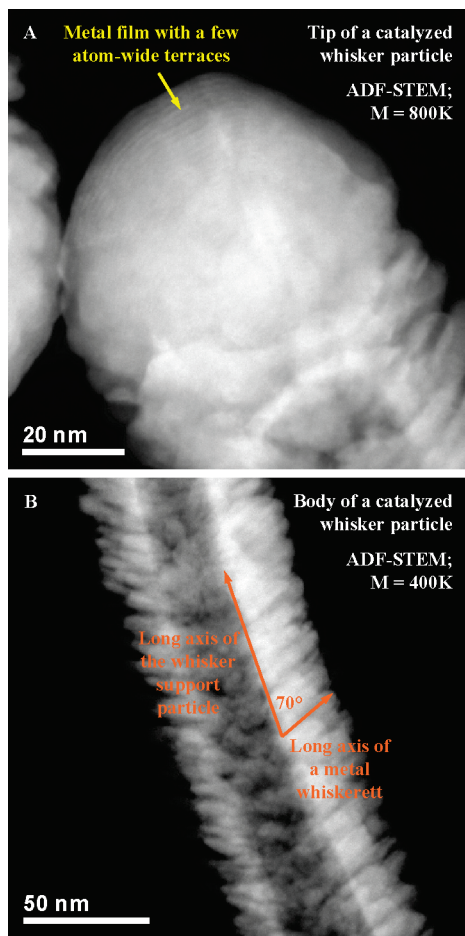 A
Metal film with a few
atom-wide terraces
Tip of a catalyzed
whisker particle
ADF-STEM;
M = 800K
20 nm
B
Body of a catalyzed
whisker particle
ADF-STEM;
M = 400K
Long axis of
the whisker
support
particle
70°
Long axis of
a metal
whiskerett
50 nm